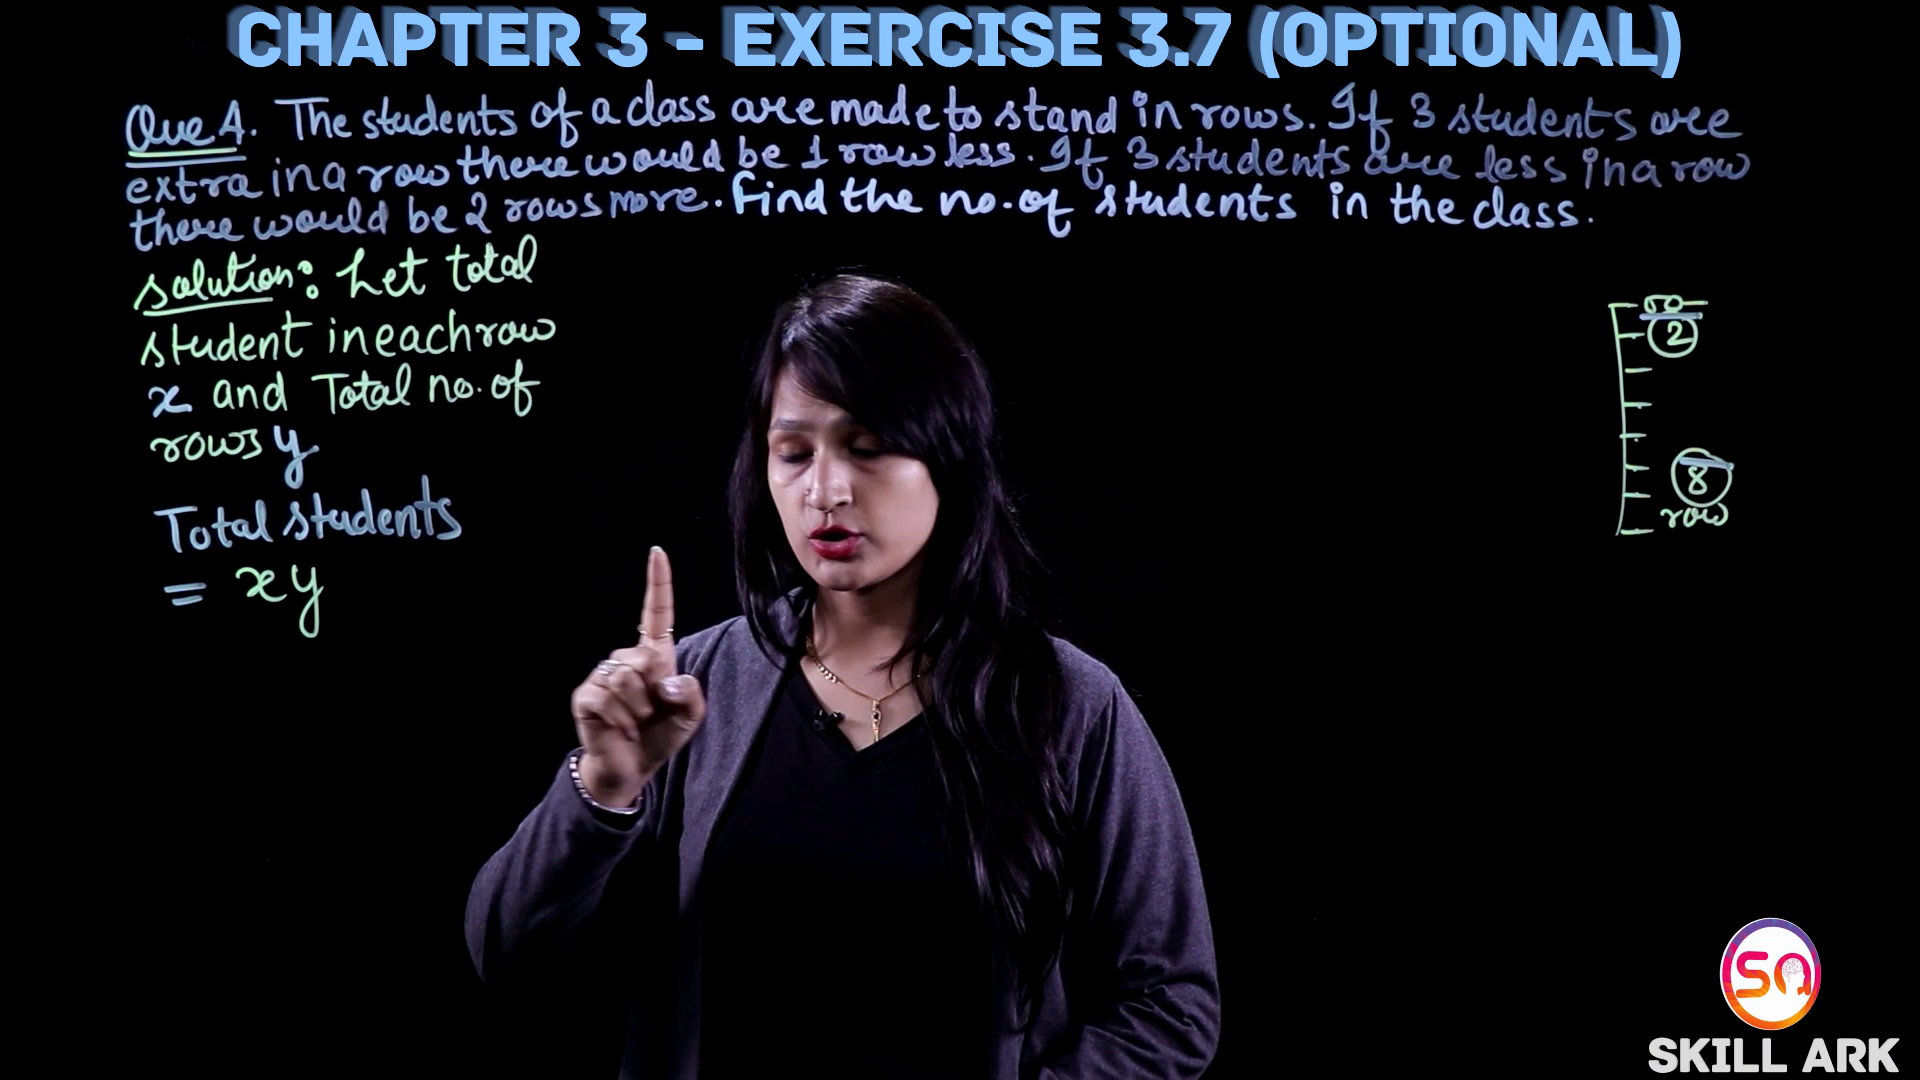 CHAPTER 3 - EXERCISE 3.7 (OPTIONAL)
Que 4. The students of a class are made to stand in rows. If 3 students are
extra in a row there would be 1 row less. If 3 students are less in a row
there would be 2 rows more. Find the no. of students in the class.
solution: Let total
student in each row
x and Total no. of
rows y
Total students
= xy
50
2
8
row
SKILL ARK